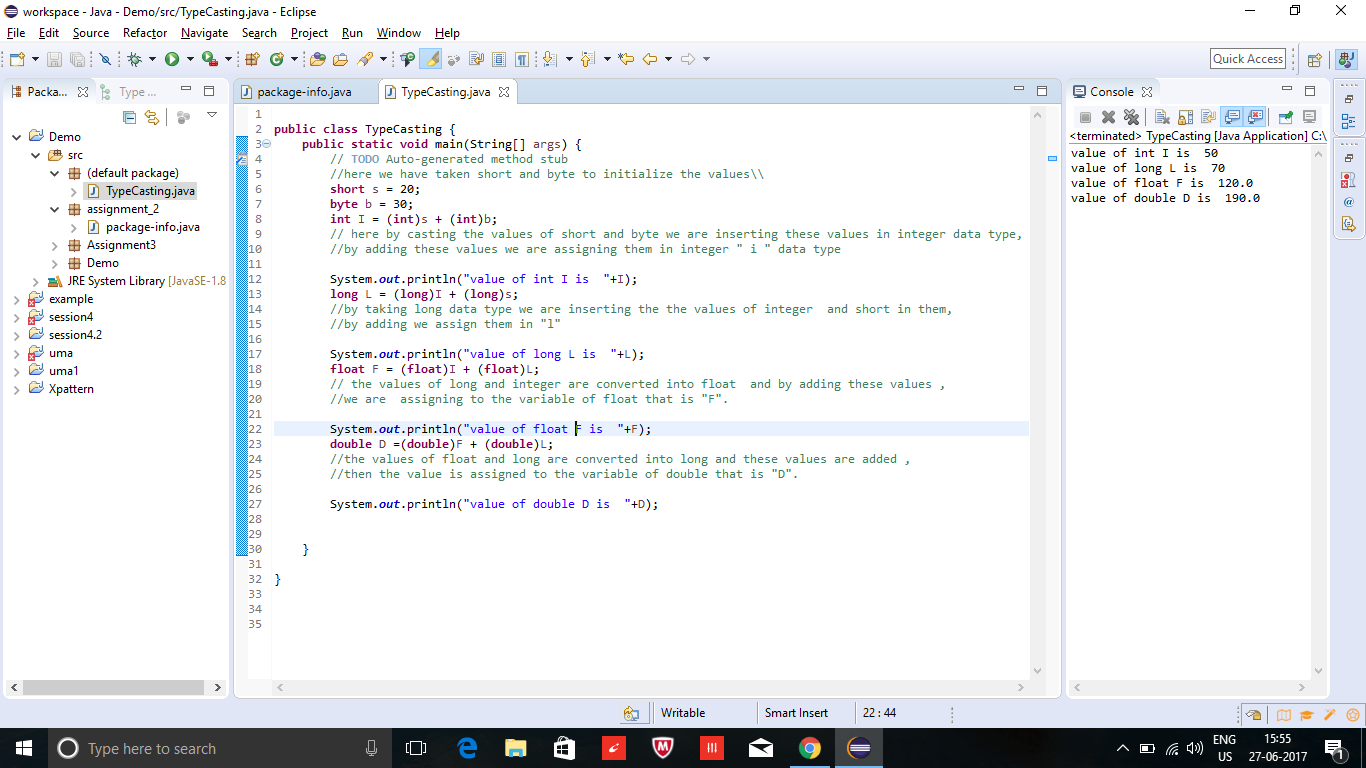 workspace - Java - Demo/src/TypeCasting.java - Eclipse
File Edit Source Refactor Navigate Search Project Run Window Help
Quick Access
Packa...
Type ...
Demo
src
(default package)
TypeCasting.java
assignment_2
package-info.java
Assignment3
Demo
JRE System Library [JavaSE-1.8
example
session4
session4.2
uma
uma1
Xpattern
package-info.java
TypeCasting.java
1
2 public class TypeCasting {
3 public static void main(String[] args) {
4 // TODO Auto-generated method stub
5 //here we have taken short and byte to initialize the values\\
6 short s = 20;
7 byte b = 30;
8 int I = (int)s + (int)b;
9 // here by casting the values of short and byte we are inserting these values in integer data type,
10 //by adding these values we are assigning them in integer " i " data type
11
12 System.out.println("value of int I is  "+I);
13 long L = (long)I + (long)s;
14 //by taking long data type we are inserting the the values of integer  and short in them,
15 //by adding we assign them in "l"
16
17 System.out.println("value of long L is  "+L);
18 float F = (float)I + (float)L;
19 // the values of long and integer are converted into float  and by adding these values ,
20 //we are  assigning to the variable of float that is "F".
21
22 System.out.println("value of float F is  "+F);
23 double D =(double)F + (double)L;
24 //the values of float and long are converted into long and these values are added ,
25 //then the value is assigned to the variable of double that is "D".
26
27 System.out.println("value of double D is  "+D);
28
29
30 }
31
32 }
33
34
35
Console
<terminated> TypeCasting [Java Application] C:\
value of int I is  50
value of long L is  70
value of float F is  120.0
value of double D is  190.0
Writable
Smart Insert
22 : 44
Type here to search
ENG
US
15:55
27-06-2017
1